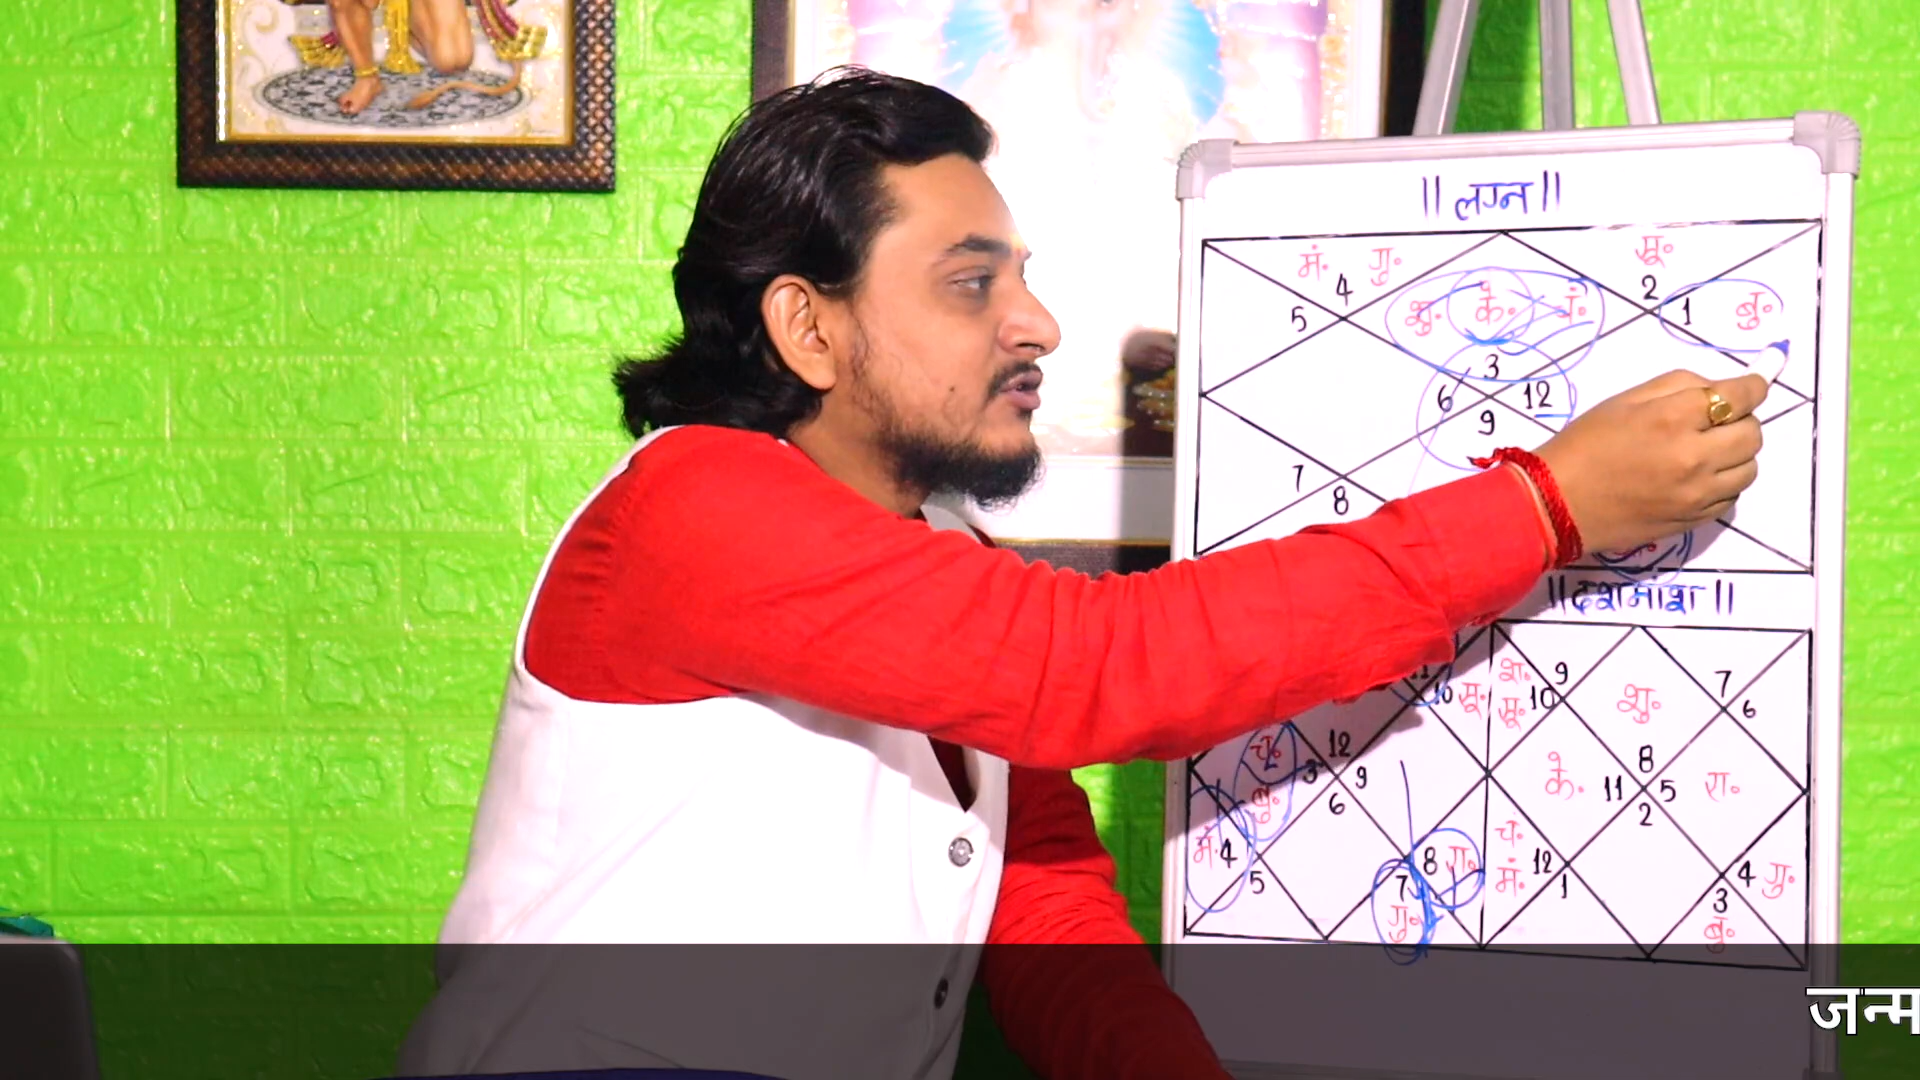 ॥ लग्न ॥
मं॰ गु॰ सू॰
4 2
5 शु॰ के॰ चं॰ 1 बु॰
3
6 12
9
7
8
॥ दशमांश ॥
श॰ 9
10 सू॰ सू॰ 10 शु॰ 7
6
चं॰ 12 8
3 9 के॰ 11 5 रा॰
बु॰ 6 2
मं॰ 4 8 रा॰ चं॰ 12 4 गु॰
5 7 मं॰ 1 3
गु॰ बु॰
जन्म